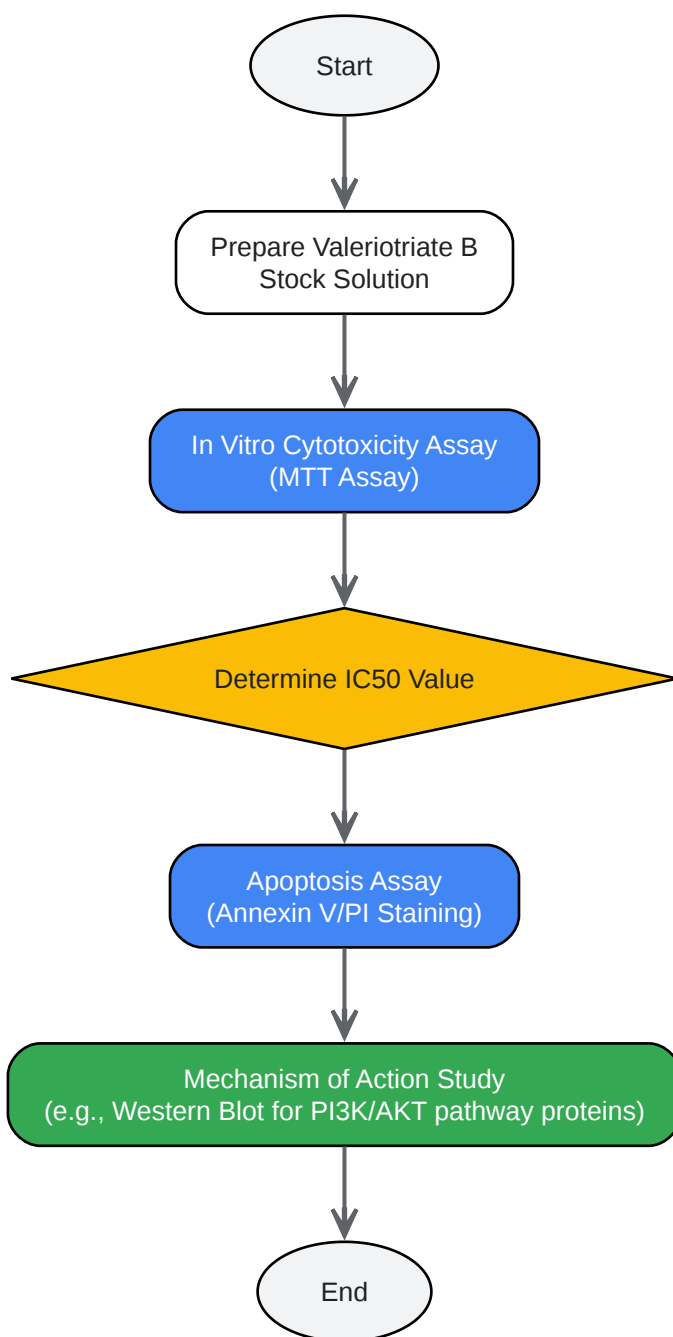 Start
Prepare Valeriotriate B
Stock Solution
In Vitro Cytotoxicity Assay
(MTT Assay)
Determine IC50 Value
Apoptosis Assay
(Annexin V/PI Staining)
Mechanism of Action Study
(e.g., Western Blot for PI3K/AKT pathway proteins)
End